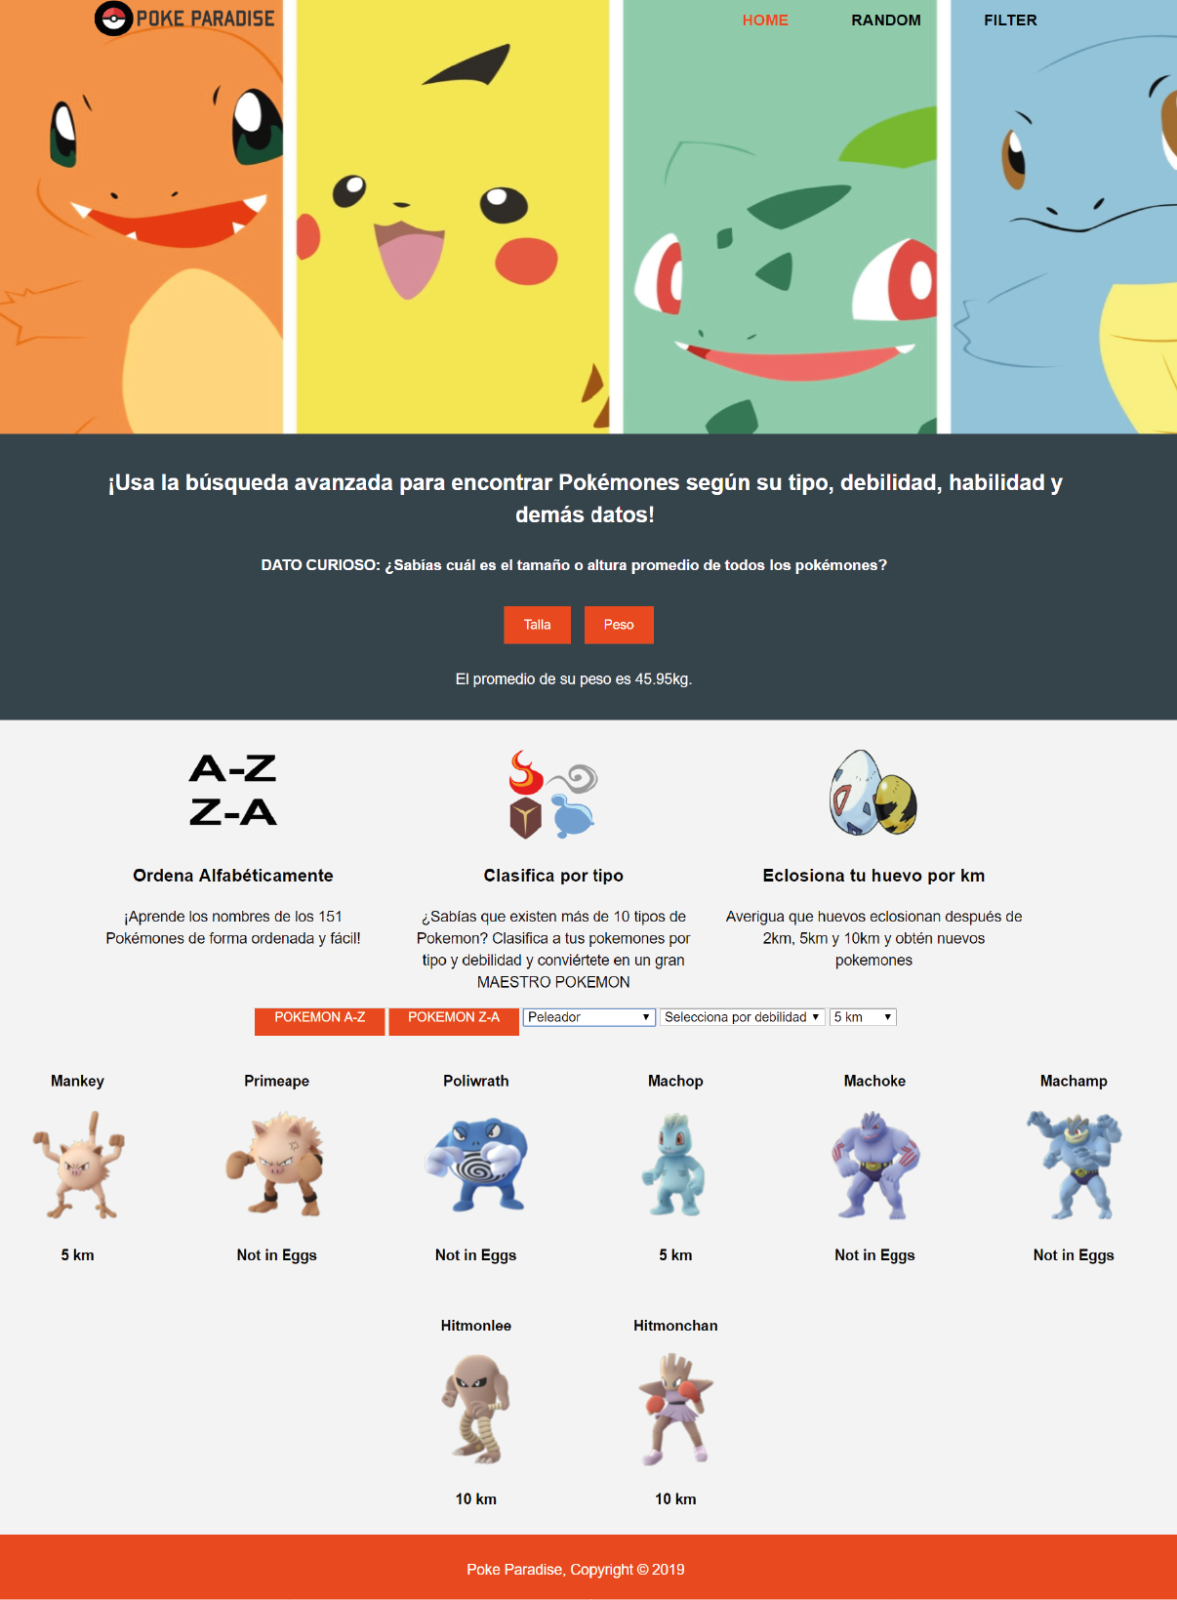 POKE PARADISE
HOME RANDOM FILTER
¡Usa la búsqueda avanzada para encontrar Pokémones según su tipo, debilidad, habilidad y
demás datos!
DATO CURIOSO: ¿Sabías cuál es el tamaño o altura promedio de todos los pokémones?
Talla Peso
El promedio de su peso es 45.95kg.
A-Z
Z-A
Ordena Alfabéticamente
¡Aprende los nombres de los 151
Pokémones de forma ordenada y fácil!
Clasifica por tipo
¿Sabías que existen más de 10 tipos de
Pokemon? Clasifica a tus pokemones por
tipo y debilidad y conviértete en un gran
MAESTRO POKEMON
Eclosiona tu huevo por km
Averigua que huevos eclosionan después de
2km, 5km y 10km y obtén nuevos
pokemones
POKEMON A-Z POKEMON Z-A Peleador Selecciona por debilidad 5 km
Mankey Primeape Poliwrath Machop Machoke Machamp
5 km Not in Eggs Not in Eggs 5 km Not in Eggs Not in Eggs
Hitmonlee Hitmonchan
10 km 10 km
Poke Paradise, Copyright © 2019